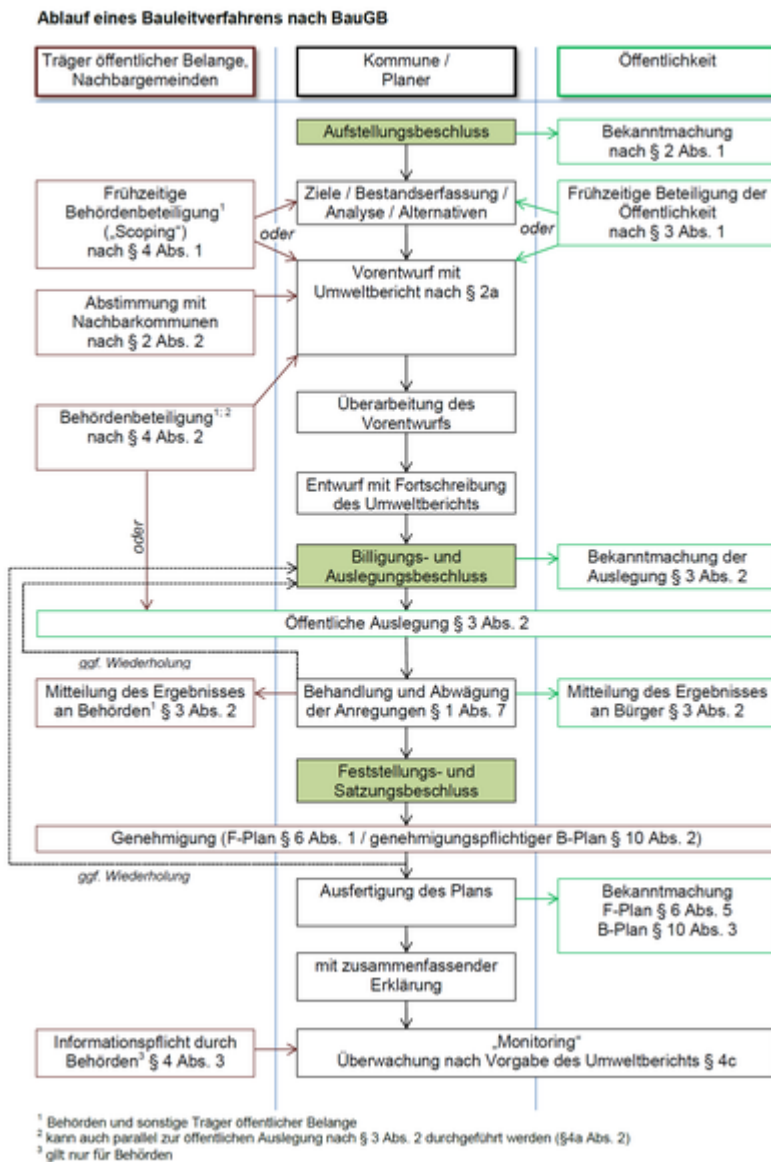 Ablauf eines Bauleitverfahrens nach BauGB
Träger öffentlicher Belange,
Nachbargemeinden
Kommune /
Planer
Öffentlichkeit
Aufstellungsbeschluss
Bekanntmachung
nach § 2 Abs. 1
Frühzeitige
Behördenbeteiligung¹
(„Scoping“)
nach § 4 Abs. 1
oder
Ziele / Bestandserfassung /
Analyse / Alternativen
oder
Frühzeitige Beteiligung der
Öffentlichkeit
nach § 3 Abs. 1
Abstimmung mit
Nachbarkommunen
nach § 2 Abs. 2
Vorentwurf mit
Umweltbericht nach § 2a
Behördenbeteiligung¹˒ ²
nach § 4 Abs. 2
Überarbeitung des
Vorentwurfs
oder
Entwurf mit Fortschreibung
des Umweltberichts
Billigungs- und
Auslegungsbeschluss
Bekanntmachung der
Auslegung § 3 Abs. 2
Öffentliche Auslegung § 3 Abs. 2
ggf. Wiederholung
Mitteilung des Ergebnisses
an Behörden¹ § 3 Abs. 2
Behandlung und Abwägung
der Anregungen § 1 Abs. 7
Mitteilung des Ergebnisses
an Bürger § 3 Abs. 2
Feststellungs- und
Satzungsbeschluss
Genehmigung (F-Plan § 6 Abs. 1 / genehmigungspflichtiger B-Plan § 10 Abs. 2)
ggf. Wiederholung
Ausfertigung des Plans
Bekanntmachung
F-Plan § 6 Abs. 5
B-Plan § 10 Abs. 3
mit zusammenfassender
Erklärung
Informationspflicht durch
Behörden³ § 4 Abs. 3
„Monitoring“
Überwachung nach Vorgabe des Umweltberichts § 4c
¹ Behörden und sonstige Träger öffentlicher Belange
² kann auch parallel zur öffentlichen Auslegung nach § 3 Abs. 2 durchgeführt werden (§4a Abs. 2)
³ gilt nur für Behörden